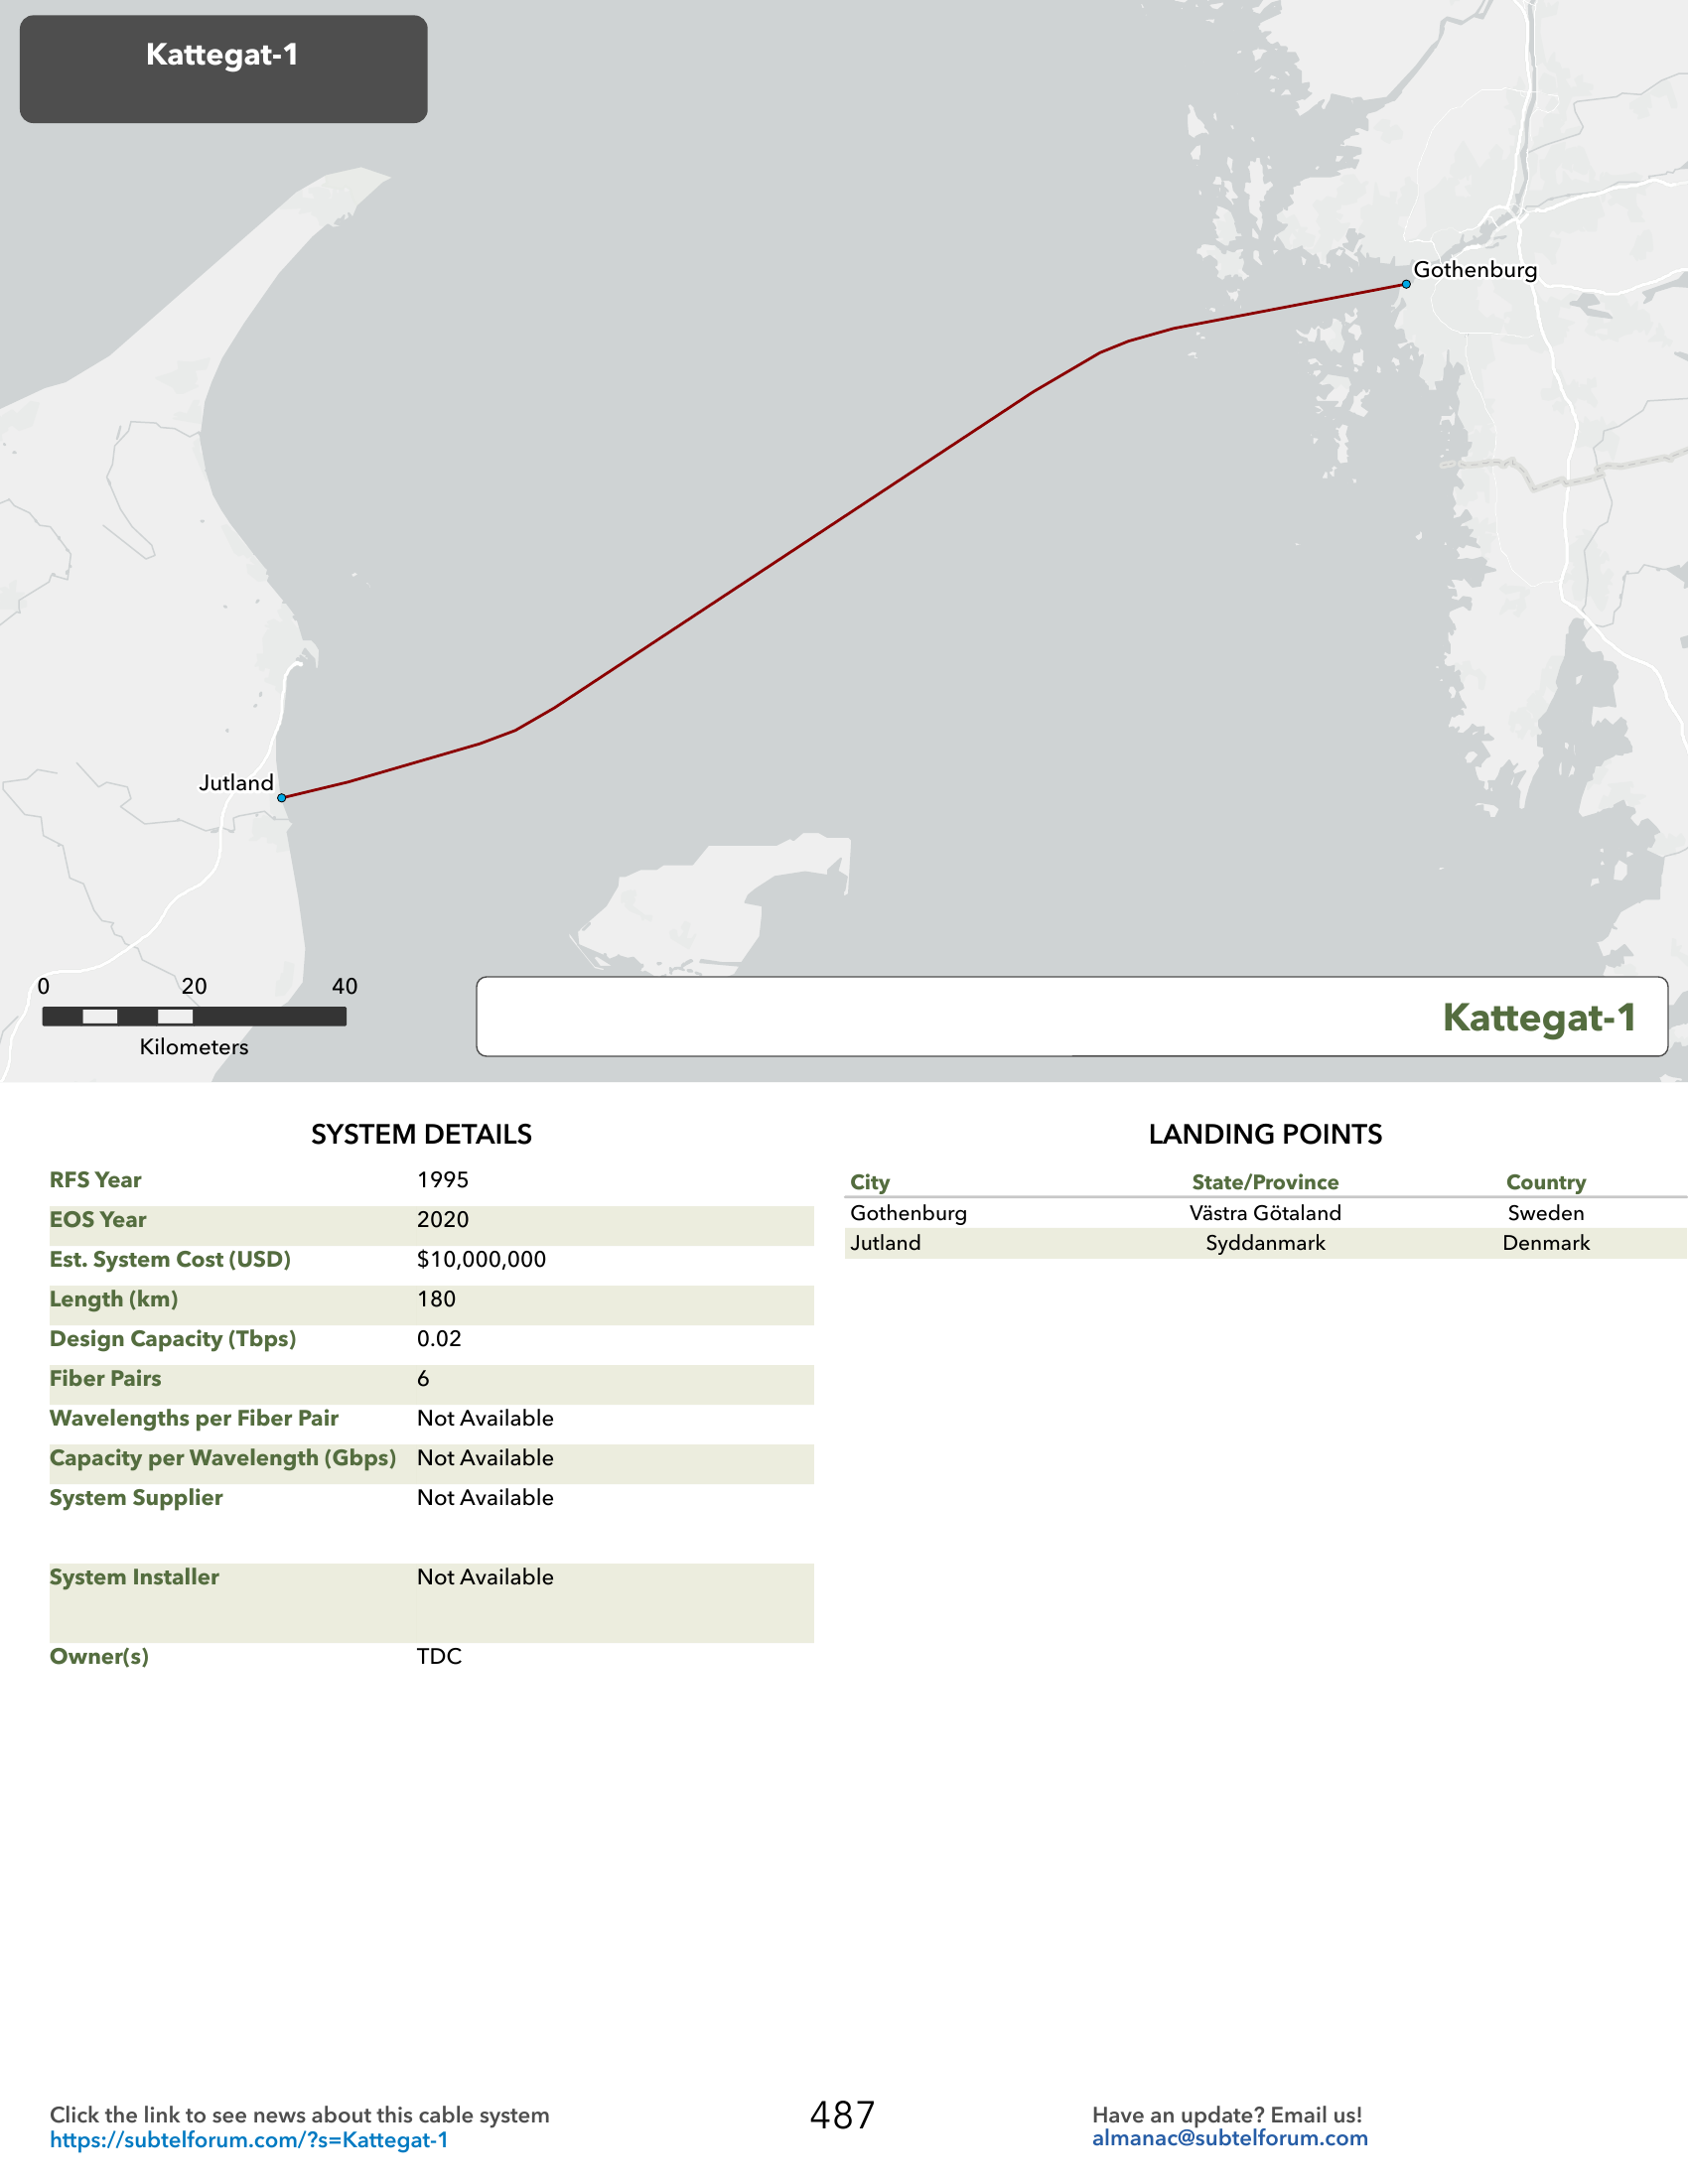 Kattegat-1
Gothenburg
Jutland
0 20 40
Kilometers
Kattegat-1
SYSTEM DETAILS
RFS Year 1995
EOS Year 2020
Est. System Cost (USD) $10,000,000
Length (km) 180
Design Capacity (Tbps) 0.02
Fiber Pairs 6
Wavelengths per Fiber Pair Not Available
Capacity per Wavelength (Gbps) Not Available
System Supplier Not Available
System Installer Not Available
Owner(s) TDC
LANDING POINTS
City State/Province Country
Gothenburg Västra Götaland Sweden
Jutland Syddanmark Denmark
Click the link to see news about this cable system
https://subtelforum.com/?s=Kattegat-1
487
Have an update? Email us!
almanac@subtelforum.com